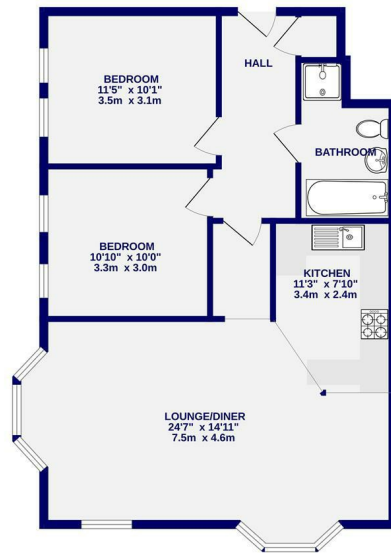 HALL
BEDROOM
11'5" x 10'1"
3.5m x 3.1m
BATHROOM
BEDROOM
10'10" x 10'0"
3.3m x 3.0m
KITCHEN
11'3" x 7'10"
3.4m x 2.4m
LOUNGE/DINER
24'7" x 14'11"
7.5m x 4.6m